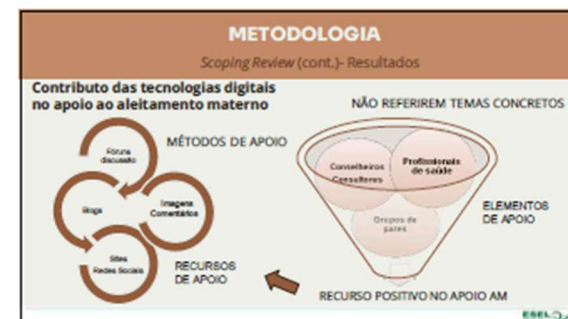 METODOLOGIA
Scoping Review (cont.)- Resultados
Contributo das tecnologias digitais
no apoio ao aleitamento materno
NÃO REFERIREM TEMAS CONCRETOS
MÉTODOS DE APOIO
Fóruns
discussão
Blogs
Imagens
Comentários
Sites
Redes Sociais
RECURSOS
DE APOIO
Conselheiros
Consultores
Profissionais
de saúde
Grupos de
pares
ELEMENTOS
DE APOIO
RECURSO POSITIVO NO APOIO AM
ESEL